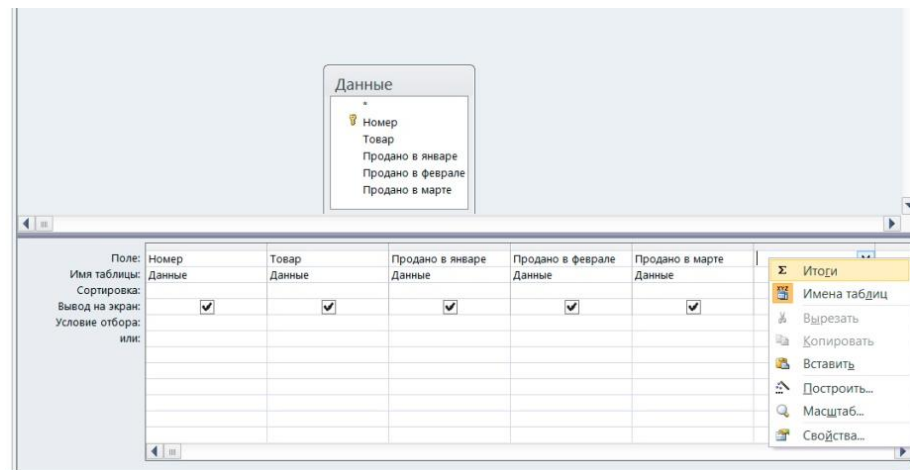 Данные
*
Номер
Товар
Продано в январе
Продано в феврале
Продано в марте
Поле: Номер Товар Продано в январе Продано в феврале Продано в марте
Имя таблицы: Данные Данные Данные Данные Данные
Сортировка:
Вывод на экран:
Условие отбора:
или:
Σ Итоги
XYZ Имена таблиц
Вырезать
Копировать
Вставить
Построить...
Масштаб...
Свойства...